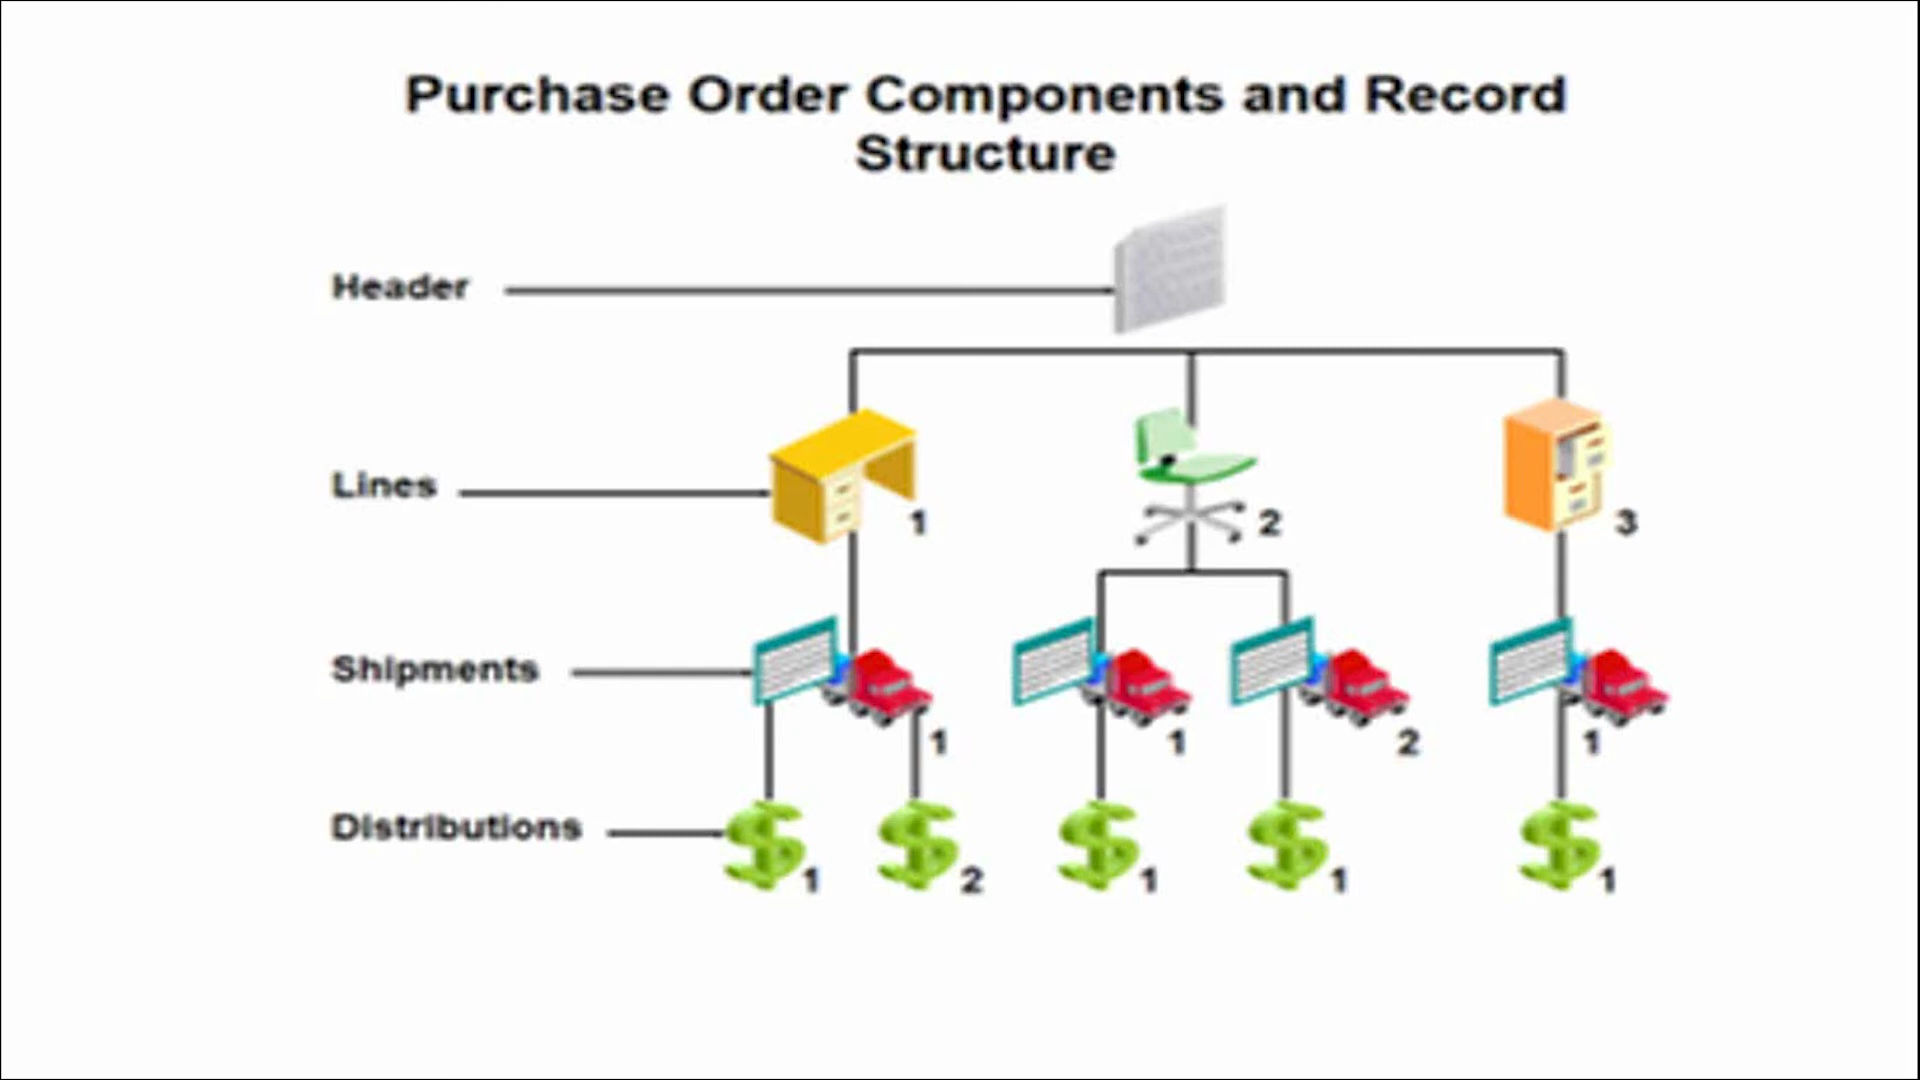 Purchase Order Components and Record
Structure
Header
Lines
1
2
3
Shipments
1
1
2
1
Distributions
1
2
1
1
1